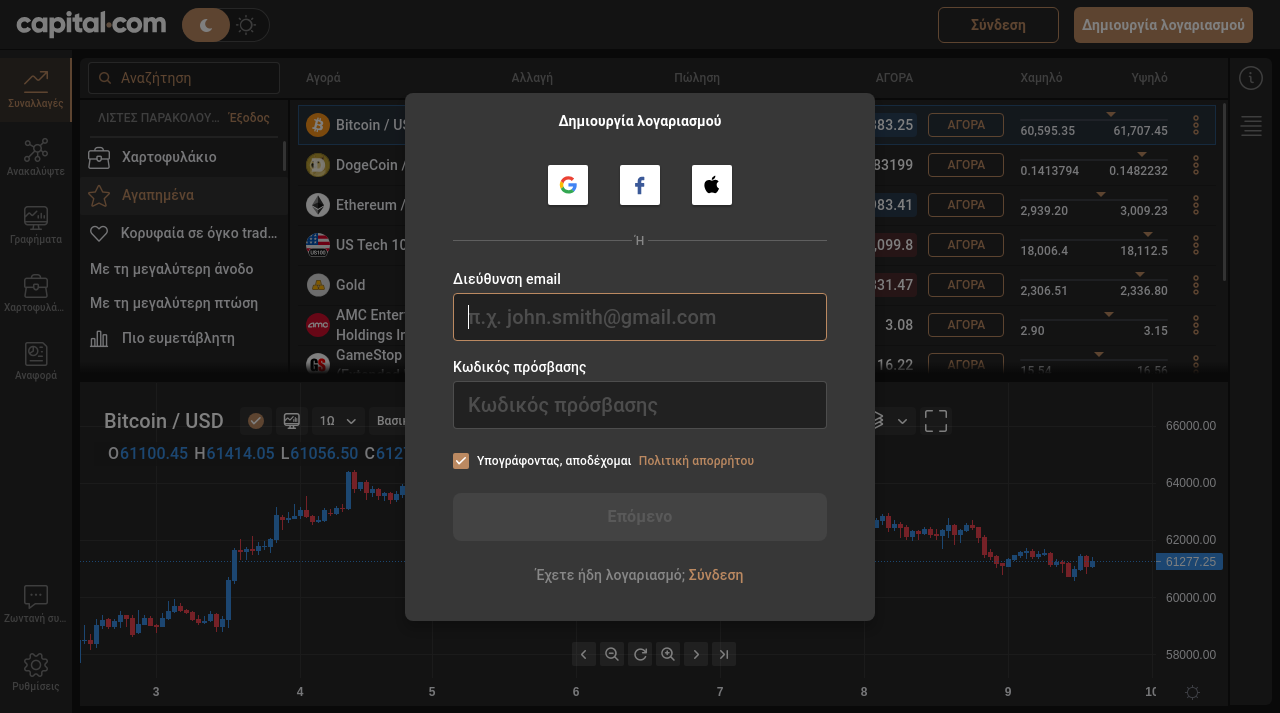 capital.com
Σύνδεση
Δημιουργία λογαριασμού
Συναλλαγές
Ανακαλύψτε
Γραφήματα
Χαρτοφυλά...
Αναφορά
Ζωντανή συ...
Ρυθμίσεις
Αναζήτηση
ΛΙΣΤΕΣ ΠΑΡΑΚΟΛΟΥ... Έξοδος
Χαρτοφυλάκιο
Αγαπημένα
Κορυφαία σε όγκο trad...
Με τη μεγαλύτερη άνοδο
Με τη μεγαλύτερη πτώση
Πιο ευμετάβλητη
Αγορά Αλλαγή Πώληση ΑΓΟΡΑ Χαμηλό Υψηλό
Bitcoin / US 383.25 ΑΓΟΡΑ 60,595.35 61,707.45
DogeCoin / 83199 ΑΓΟΡΑ 0.1413794 0.1482232
Ethereum / 983.41 ΑΓΟΡΑ 2,939.20 3,009.23
US Tech 10 ,099.8 ΑΓΟΡΑ 18,006.4 18,112.5
Gold 331.47 ΑΓΟΡΑ 2,306.51 2,336.80
AMC Enter
Holdings In 3.08 ΑΓΟΡΑ 2.90 3.15
GameStop 16.22 ΑΓΟΡΑ 15.54 16.56
Δημιουργία λογαριασμού
Ή
Διεύθυνση email
π.χ. john.smith@gmail.com
Κωδικός πρόσβασης
Κωδικός πρόσβασης
Υπογράφοντας, αποδέχομαι Πολιτική απορρήτου
Επόμενο
Έχετε ήδη λογαριασμό; Σύνδεση
Bitcoin / USD 1Ω Βασικ
O61100.45 H61414.05 L61056.50 C6127
66000.00
64000.00
62000.00
61277.25
60000.00
58000.00
3 4 5 6 7 8 9 10